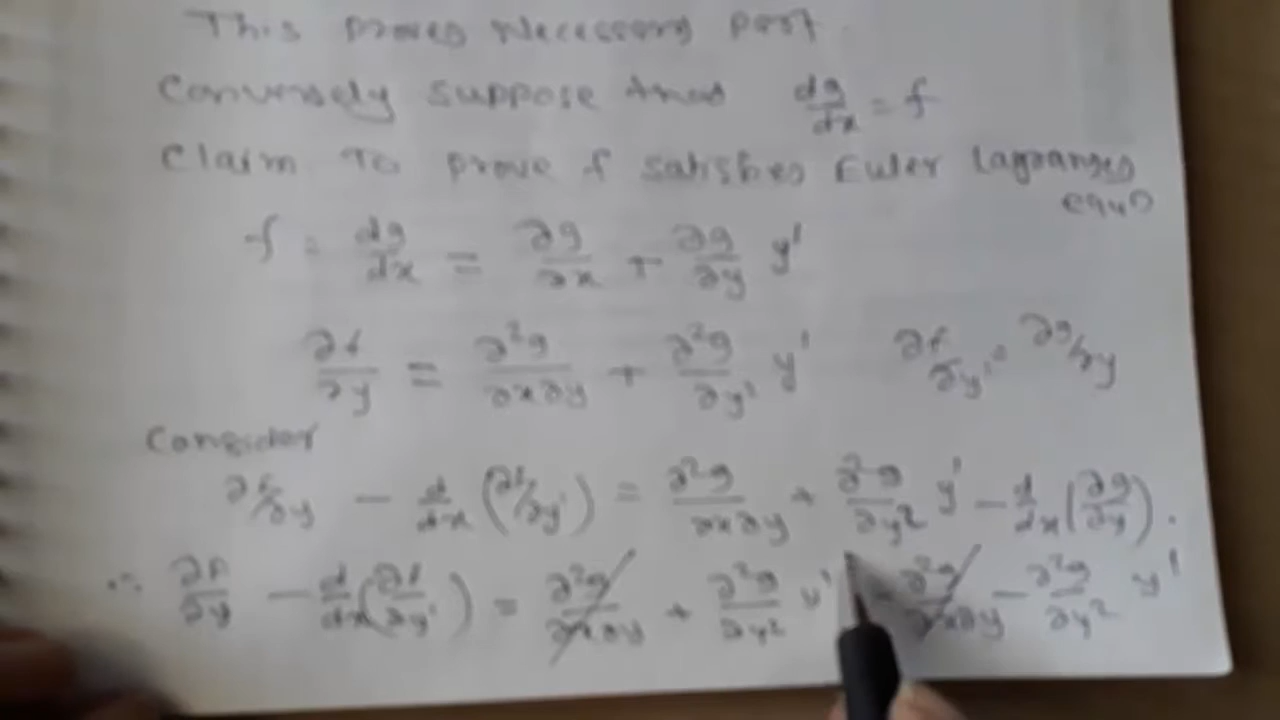 This proves necessary part.
Conversely suppose that dg/dx = f
Claim To prove f satisfies Euler Lagranges
equn
f = dg/dx = ∂g/∂x + ∂g/∂y y'
∂f/∂y = ∂²g/∂x∂y + ∂²g/∂y² y' ∂f/∂y' = ∂g/∂y
Consider
∂f/∂y - d/dx (∂f/∂y') = ∂²g/∂x∂y + ∂²g/∂y² y' - d/dx (∂g/∂y).
∴ ∂f/∂y - d/dx (∂f/∂y') = ∂²g/∂x∂y + ∂²g/∂y² y' - ∂²g/∂x∂y - ∂²g/∂y² y'